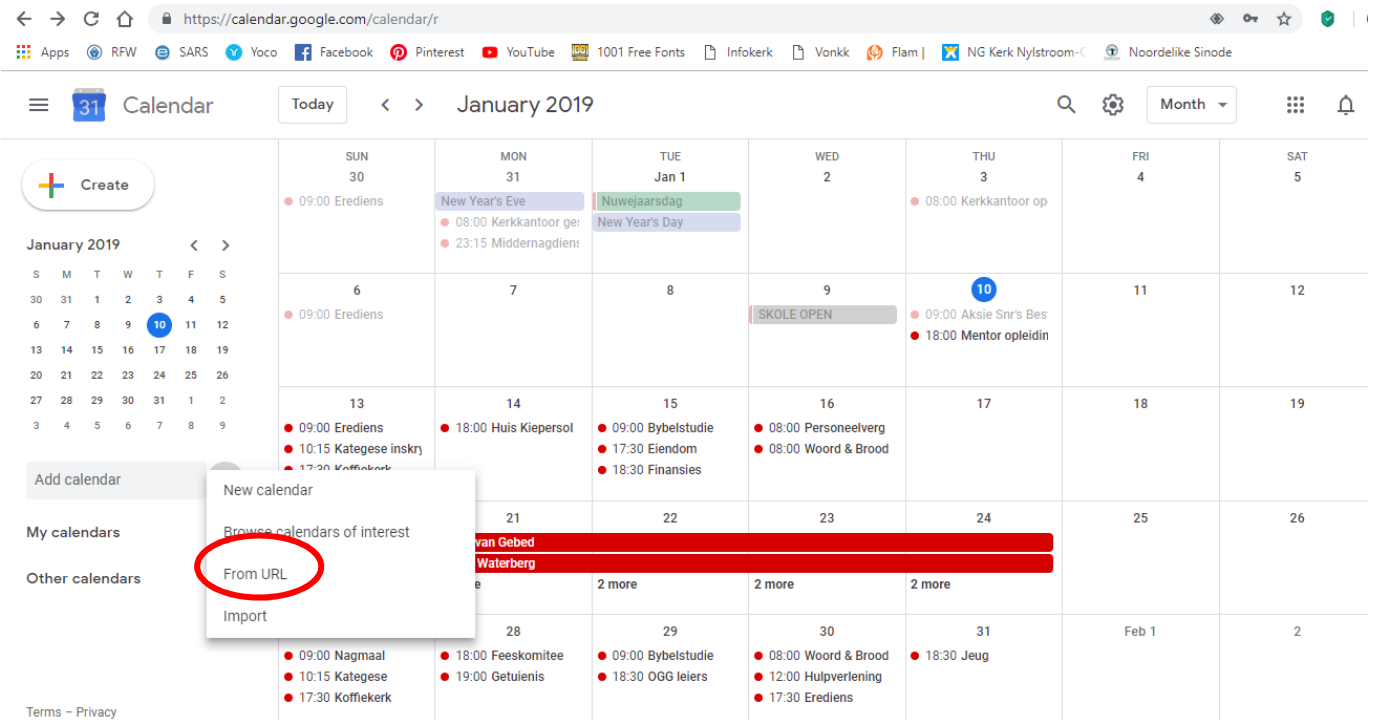 https://calendar.google.com/calendar/r
Apps RFW SARS Yoco Facebook Pinterest YouTube 1001 Free Fonts Infokerk Vonkk Flam | NG Kerk Nylstroom- Noordelike Sinode
31 Calendar Today January 2019 Month
Create
January 2019
S M T W T F S
30 31 1 2 3 4 5
6 7 8 9 10 11 12
13 14 15 16 17 18 19
20 21 22 23 24 25 26
27 28 29 30 31 1 2
3 4 5 6 7 8 9
Add calendar
My calendars
Other calendars
Terms – Privacy
New calendar
Browse calendars of interest
From URL
Import
SUN MON TUE WED THU FRI SAT
30 31 Jan 1 2 3 4 5
09:00 Erediens New Year's Eve Nuwejaarsdag 08:00 Kerkkantoor op
08:00 Kerkkantoor ges New Year's Day
23:15 Middernagdiens
6 7 8 9 10 11 12
09:00 Erediens SKOLE OPEN 09:00 Aksie Snr's Bes
18:00 Mentor opleidin
13 14 15 16 17 18 19
09:00 Erediens 18:00 Huis Kiepersol 09:00 Bybelstudie 08:00 Personeelverg
10:15 Kategese inskry 17:30 Eiendom 08:00 Woord & Brood
17:30 Koffiekerk 18:30 Finansies
21 22 23 24 25 26
van Gebed
Waterberg
2 more 2 more 2 more
28 29 30 31 Feb 1 2
09:00 Nagmaal 18:00 Feeskomitee 09:00 Bybelstudie 08:00 Woord & Brood 18:30 Jeug
10:15 Kategese 19:00 Getuienis 18:30 OGG leiers 12:00 Hulpverlening
17:30 Koffiekerk 17:30 Erediens